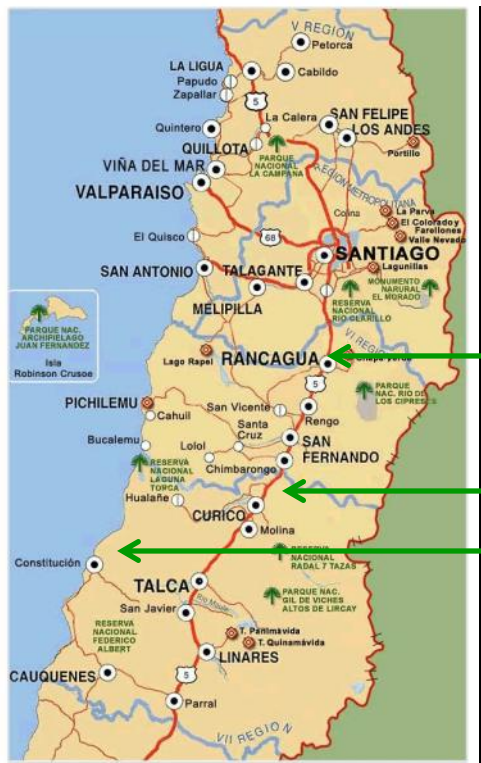 V REGION
Petorca
LA LIGUA
Papudo
Cabildo
Zapallar
5
La Calera
SAN FELIPE
LOS ANDES
Quintero
QUILLOTA
PARQUE
NACIONAL
LA CAMPANA
Portillo
VIÑA DEL MAR
VALPARAISO
REGION METROPOLITANA
Colina
La Parva
El Colorado y
Farellones
Valle Nevado
El Quisco
68
SANTIAGO
SAN ANTONIO
TALAGANTE
Lagunillas
MONUMENTO
NARURAL
EL MORADO
MELIPILLA
RESERVA
NACIONAL
RIO CLARILLO
PARQUE NAC.
ARCHIPIELAGO
JUAN FERNANDEZ
Isla
Robinson Crusoe
VI REGION
Lago Rapel
RANCAGUA
5
PARQUE
NAC. RIO DE
LOS CIPRESES
PICHILEMU
Cahuil
San Vicente
Rengo
Santa
Cruz
Bucalemu
Lolol
SAN
FERNANDO
Chimbarongo
RESERVA
NACIONAL
LAGUNA
TORCA
Hualañe
CURICO
Molina
Constitución
RESERVA
NACIONAL
RADAL 7 TAZAS
TALCA
PARQUE NAC.
GIL DE VICHES
ALTOS DE LIRCAY
San Javier
Rio Maule
RESERVA
NACIONAL
FEDERICO
ALBERT
T. Panimávida
T. Quinamávida
LINARES
CAUQUENES
5
Parral
VII REGION